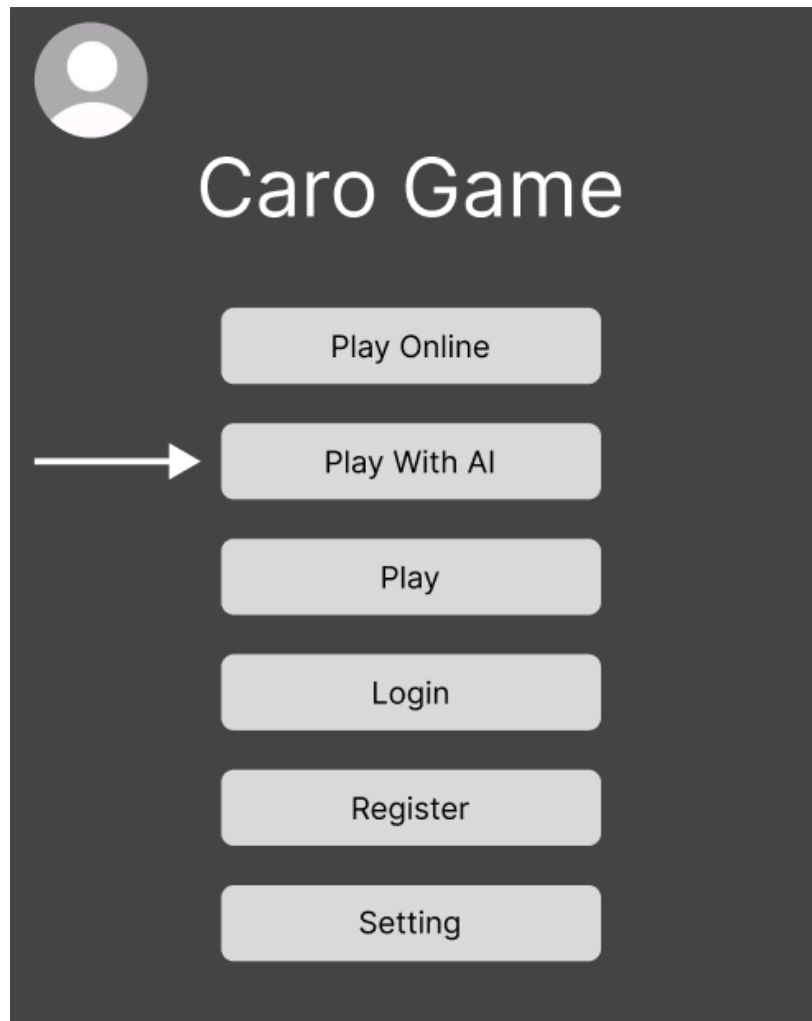 Caro Game
Play Online
Play With AI
Play
Login
Register
Setting